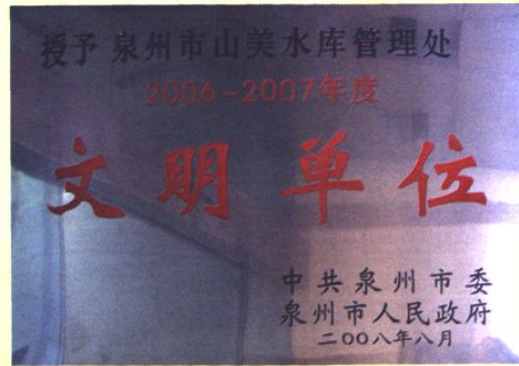 授予 泉州市山美水库管理处
2006-2007年度
文明单位
中共泉州市委
泉州市人民政府
二〇〇八年八月